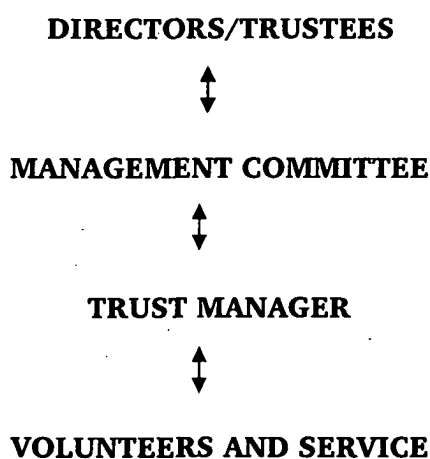 DIRECTORS/TRUSTEES
MANAGEMENT COMMITTEE
TRUST MANAGER
VOLUNTEERS AND SERVICE